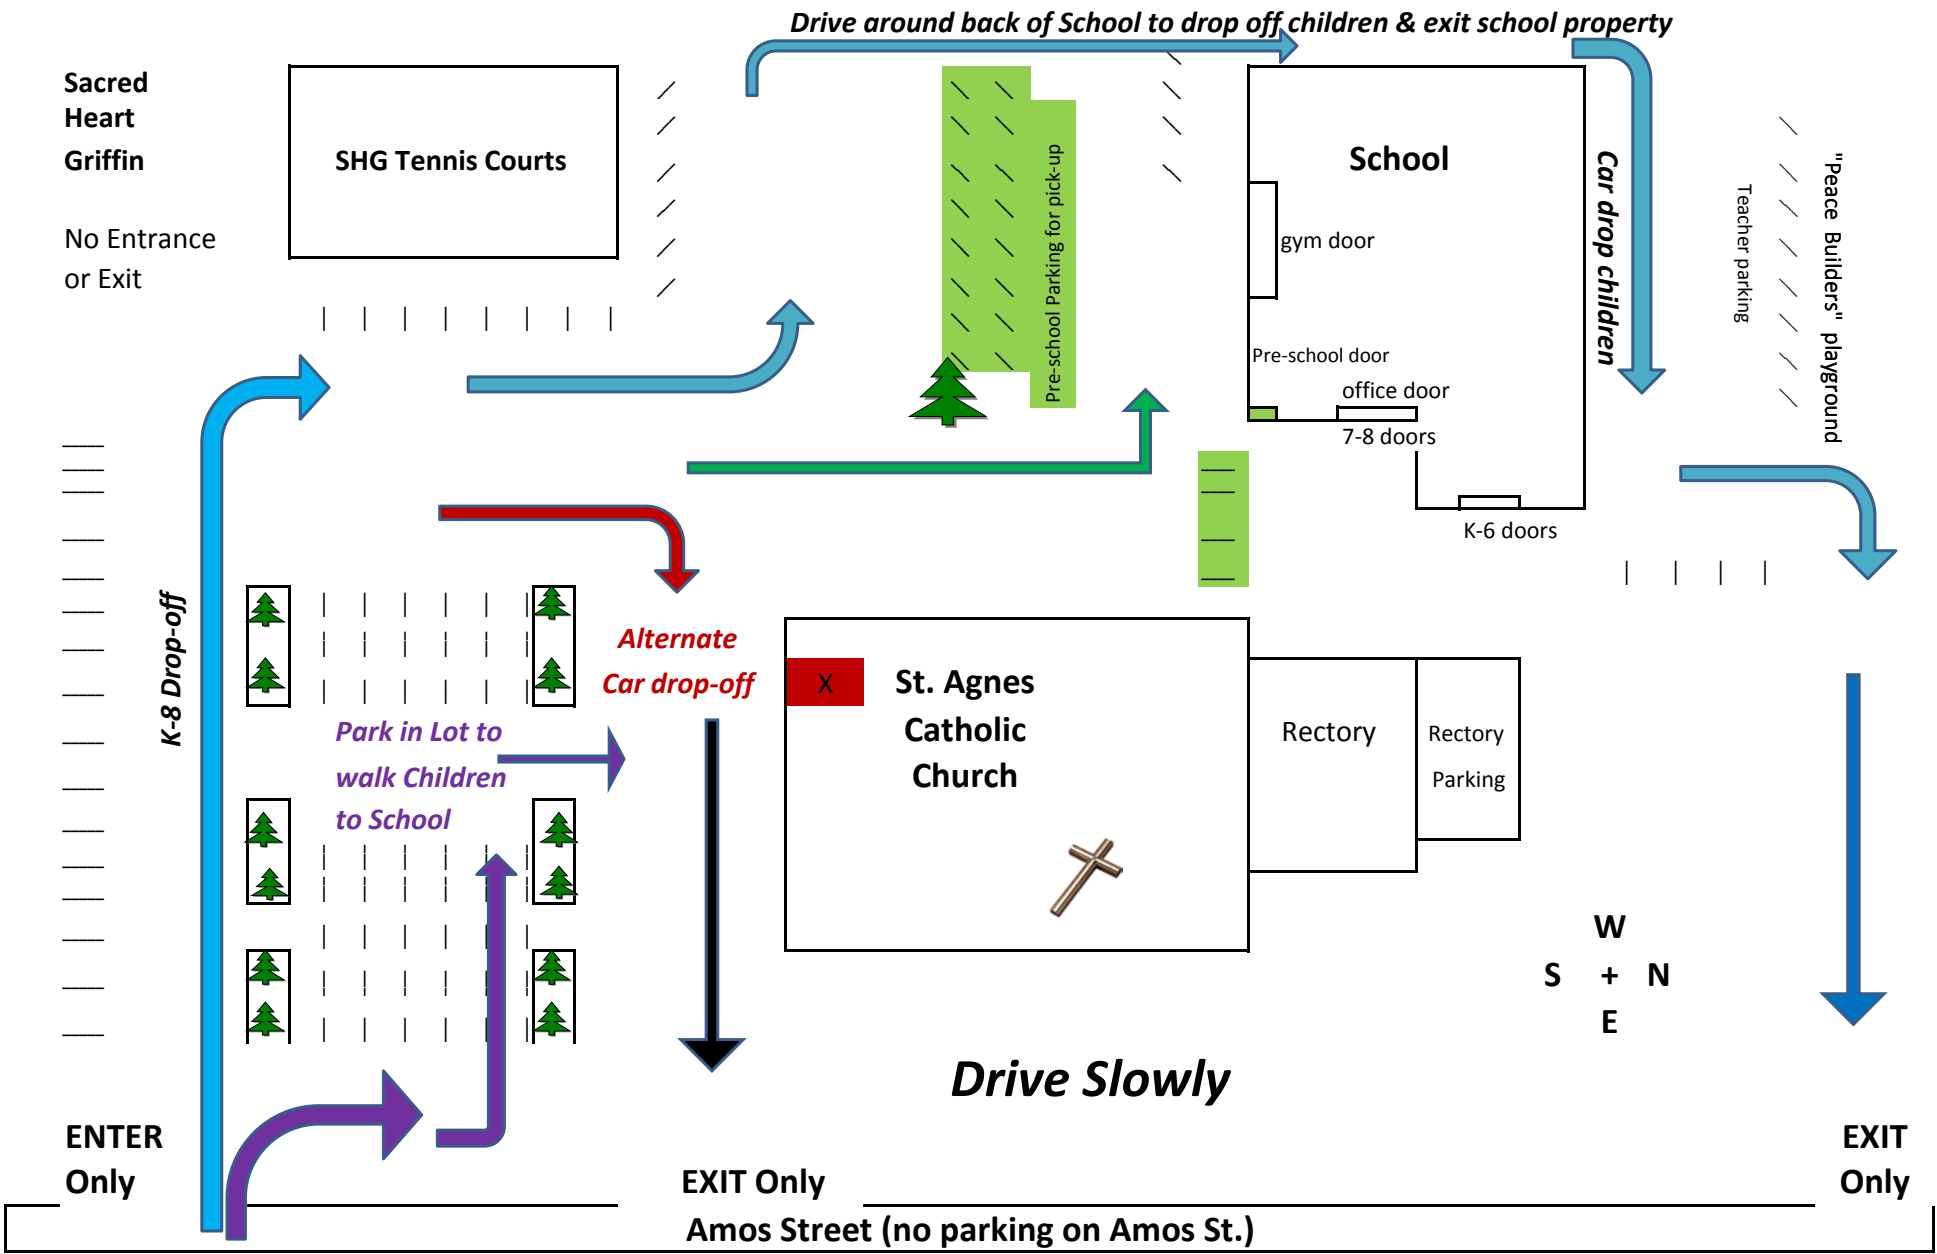 Drive around back of School to drop off children & exit school property
Sacred
Heart
Griffin
No Entrance
or Exit
SHG Tennis Courts
Pre-school Parking for pick-up
School
gym door
Pre-school door
office door
7-8 doors
K-6 doors
Car drop children
Teacher parking
"Peace Builders" playground
K-8 Drop-off
Alternate
Car drop-off
X
St. Agnes
Catholic
Church
Rectory
Rectory
Parking
Park in Lot to
walk Children
to School
W
S + N
E
Drive Slowly
ENTER
Only
EXIT Only
EXIT
Only
Amos Street (no parking on Amos St.)